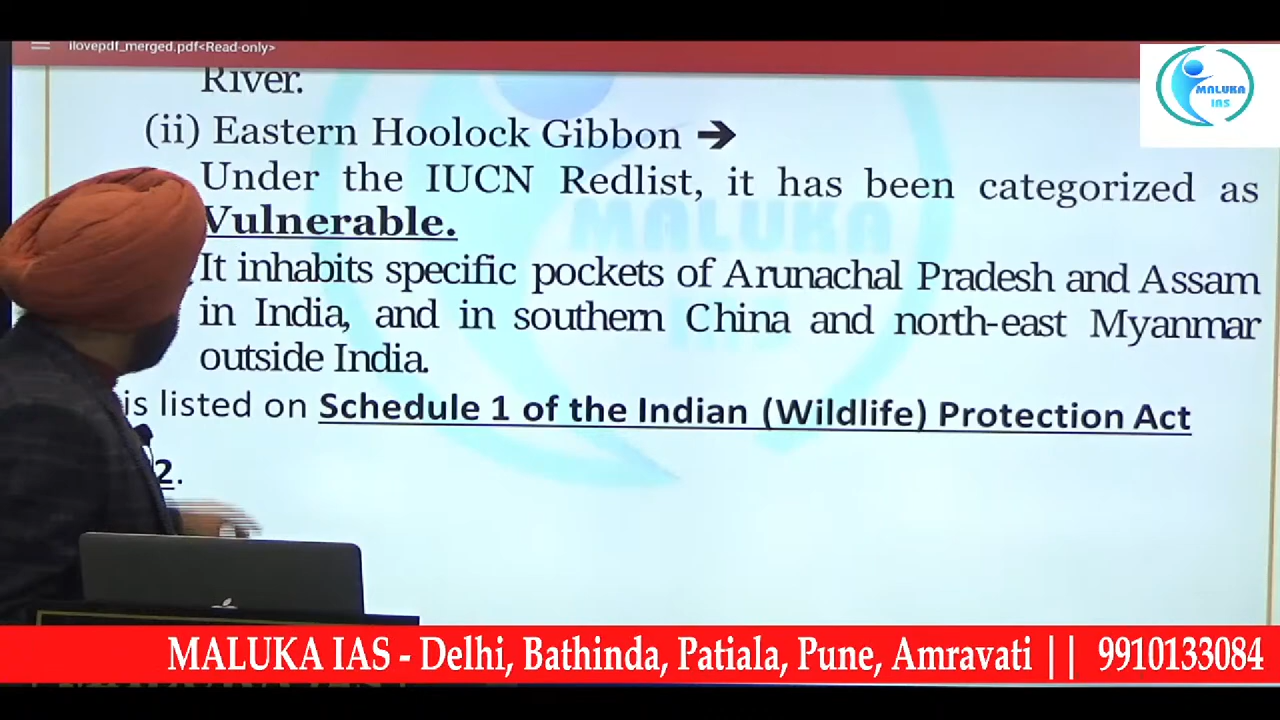 ilovepdf_merged.pdf<Read-only>
MALUKA
IAS
River.
(ii) Eastern Hoolock Gibbon ➔
Under the IUCN Redlist, it has been categorized as
Vulnerable.
It inhabits specific pockets of Arunachal Pradesh and Assam
in India, and in southern China and north-east Myanmar
outside India.
is listed on Schedule 1 of the Indian (Wildlife) Protection Act
2.
MALUKA
IAS
MALUKA IAS - Delhi, Bathinda, Patiala, Pune, Amravati || 9910133084